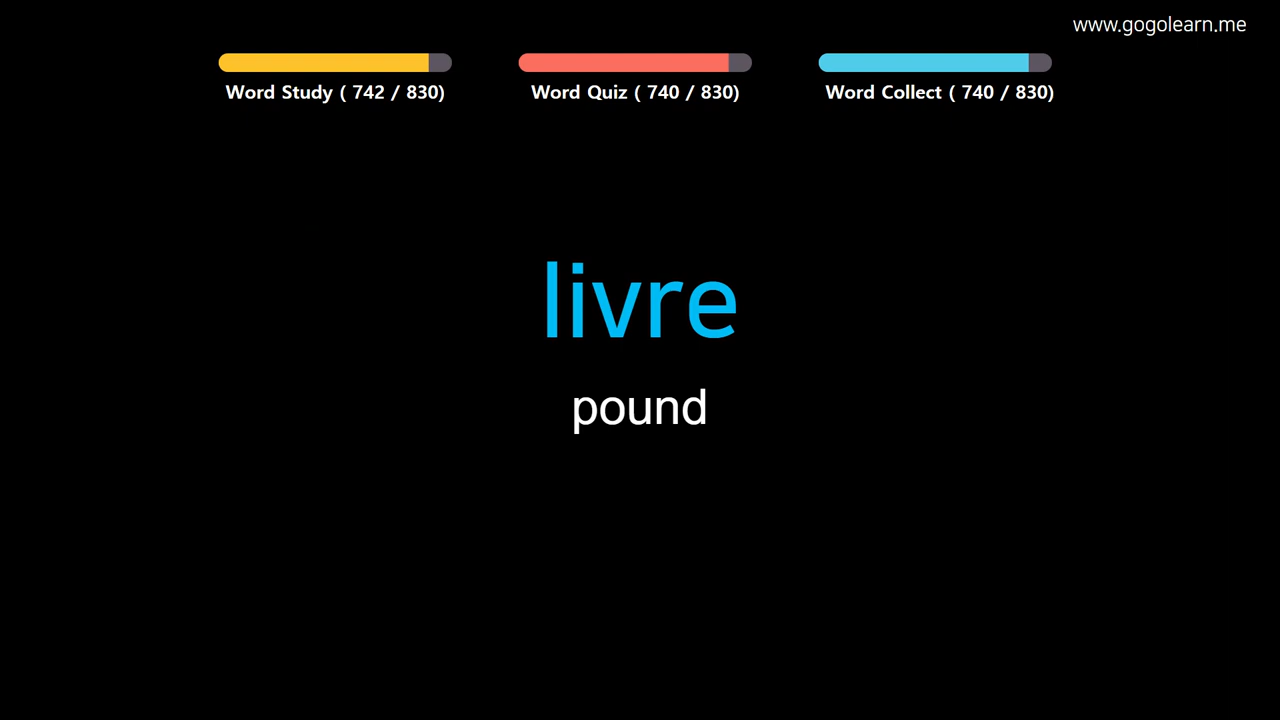 www.gogolearn.me
Word Study ( 742 / 830)
Word Quiz ( 740 / 830)
Word Collect ( 740 / 830)
livre
pound